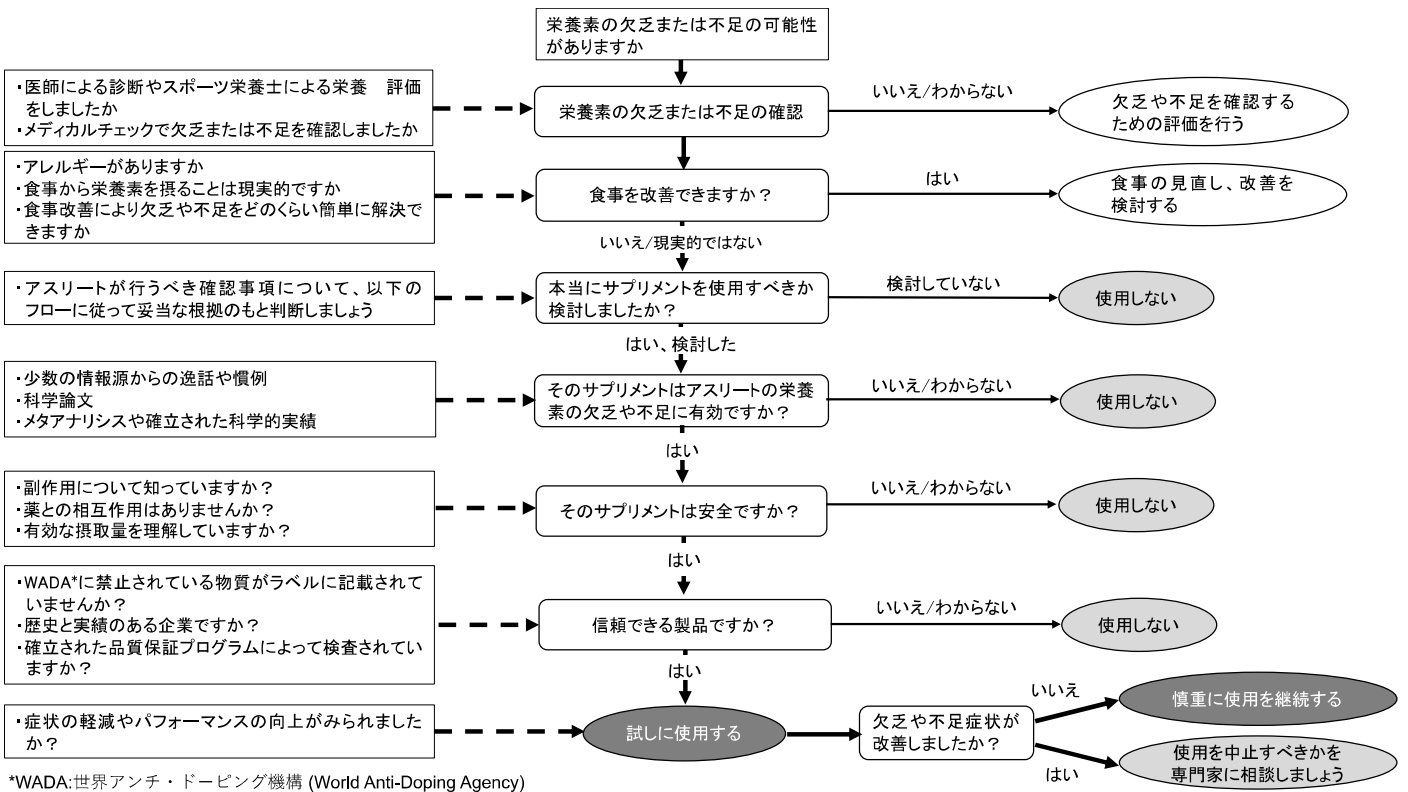 栄養素の欠乏または不足の可能性
がありますか
・医師による診断やスポーツ栄養士による栄養　評価
をしましたか
・メディカルチェックで欠乏または不足を確認しましたか
栄養素の欠乏または不足の確認
いいえ/わからない
欠乏や不足を確認する
ための評価を行う
・アレルギーがありますか
・食事から栄養素を摂ることは現実的ですか
・食事改善により欠乏や不足をどのくらい簡単に解決で
きますか
食事を改善できますか？
はい
食事の見直し、改善を
検討する
いいえ/現実的ではない
・アスリートが行うべき確認事項について、以下の
フローに従って妥当な根拠のもと判断しましょう
本当にサプリメントを使用すべきか
検討しましたか？
検討していない
使用しない
はい、検討した
・少数の情報源からの逸話や慣例
・科学論文
・メタアナリシスや確立された科学的実績
そのサプリメントはアスリートの栄養
素の欠乏や不足に有効ですか？
いいえ/わからない
使用しない
はい
・副作用について知っていますか？
・薬との相互作用はありませんか？
・有効な摂取量を理解していますか？
そのサプリメントは安全ですか？
いいえ/わからない
使用しない
はい
・WADA*に禁止されている物質がラベルに記載されて
いませんか？
・歴史と実績のある企業ですか？
・確立された品質保証プログラムによって検査されてい
ますか？
信頼できる製品ですか？
いいえ/わからない
使用しない
はい
・症状の軽減やパフォーマンスの向上がみられました
か？
試しに使用する
欠乏や不足症状が
改善しましたか？
いいえ
慎重に使用を継続する
はい
使用を中止すべきかを
専門家に相談しましょう
*WADA:世界アンチ・ドーピング機構 (World Anti-Doping Agency)